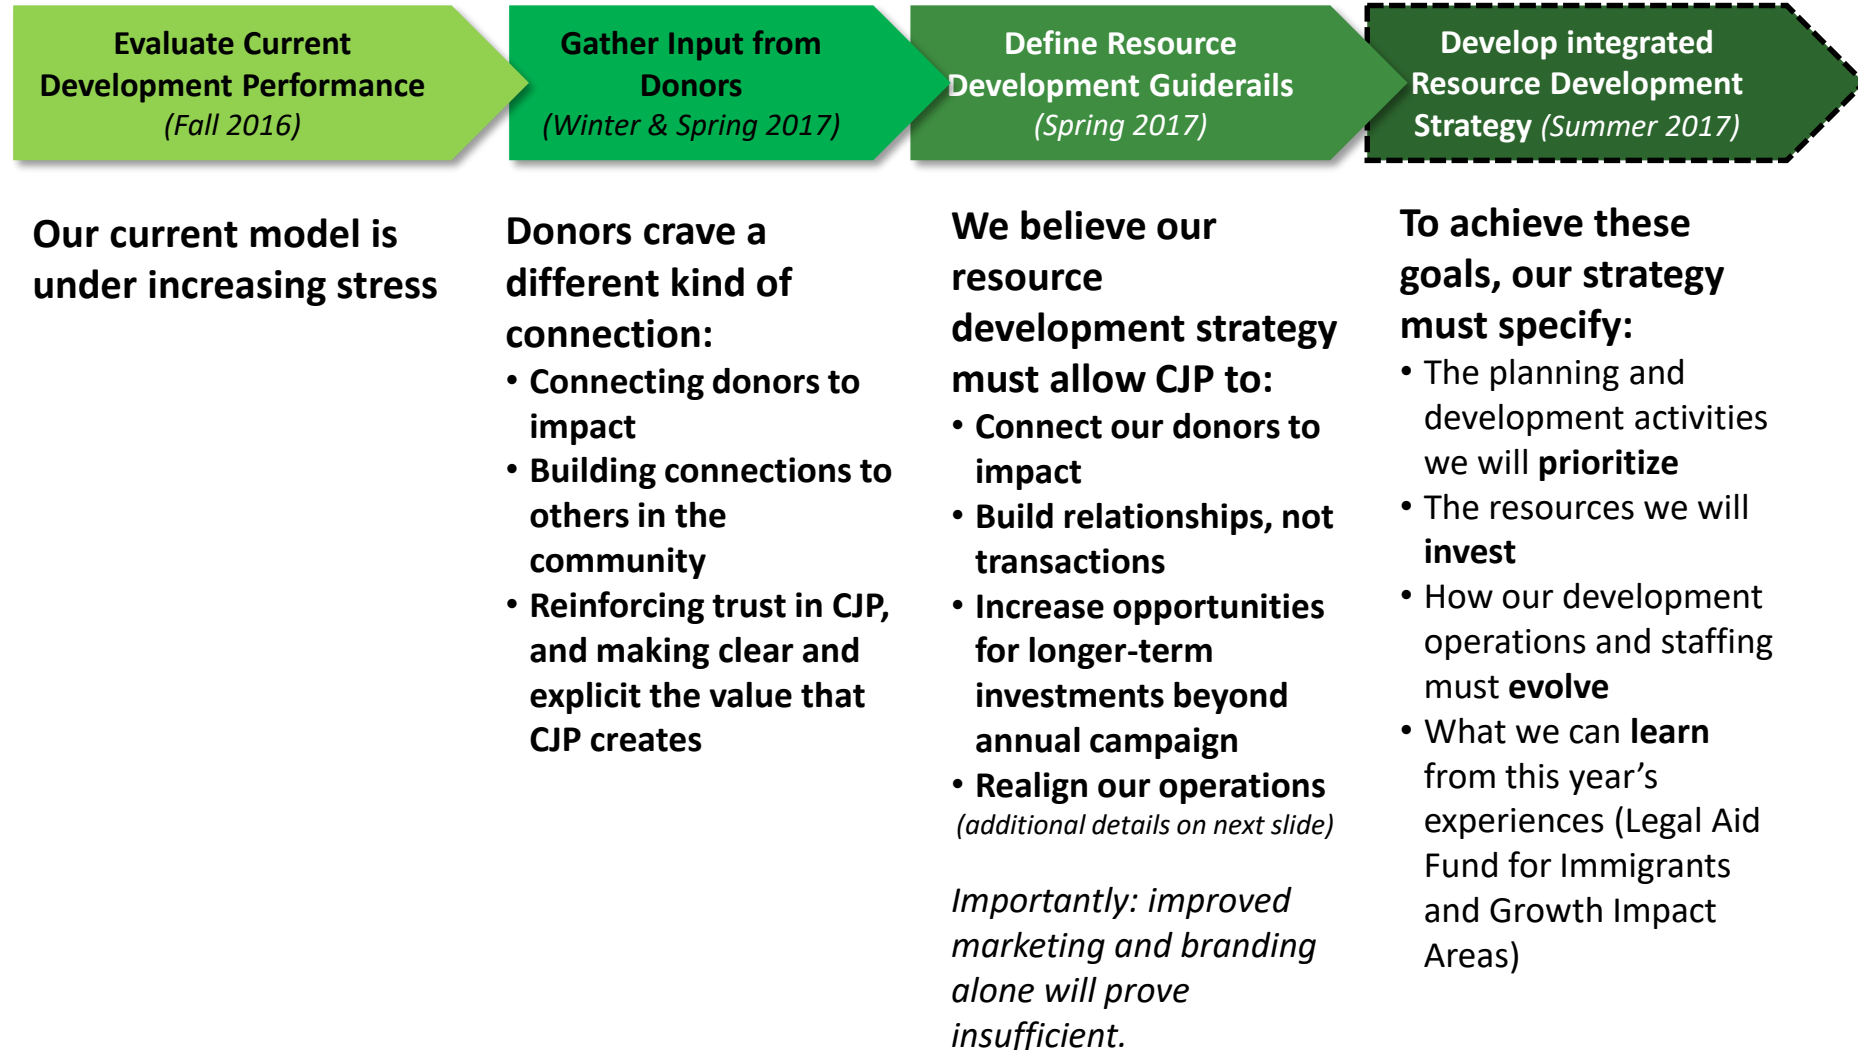 Evaluate Current
Development Performance
(Fall 2016)
Gather Input from
Donors
(Winter & Spring 2017)
Define Resource
Development Guiderails
(Spring 2017)
Develop integrated
Resource Development
Strategy (Summer 2017)
Our current model is
under increasing stress
Donors crave a
different kind of
connection:
• Connecting donors to
impact
• Building connections to
others in the
community
• Reinforcing trust in CJP,
and making clear and
explicit the value that
CJP creates
We believe our
resource
development strategy
must allow CJP to:
• Connect our donors to
impact
• Build relationships, not
transactions
• Increase opportunities
for longer-term
investments beyond
annual campaign
• Realign our operations
(additional details on next slide)
Importantly: improved
marketing and branding
alone will prove
insufficient.
To achieve these
goals, our strategy
must specify:
• The planning and
development activities
we will prioritize
• The resources we will
invest
• How our development
operations and staffing
must evolve
• What we can learn
from this year’s
experiences (Legal Aid
Fund for Immigrants
and Growth Impact
Areas)